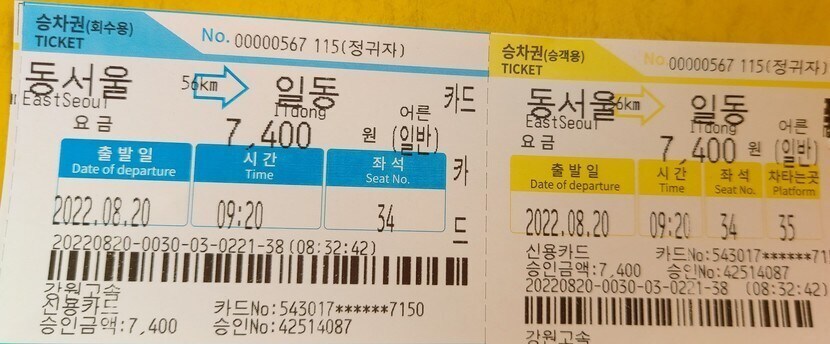 승차권(회수용)
TICKET
No. 00000567 115(정귀자)
동서울 56km 일동
EastSeoul Ildong
어른
카드
요금 7,400 원 (일반)
카드
출발일 시간 좌석
Date of departure Time Seat No.
2022.08.20 09:20 34
20220820-0030-03-0221-38 (08:32:42)
강원고속
신용카드 카드No:543017******7150
승인금액:7,400 승인No:42514087
승차권(승객용)
TICKET
No. 00000567 115(정귀자)
동서울 56km 일동
EastSeoul Ildong
어른
요금 7,400 원 (일반)
출발일 시간 좌석 차타는곳
Date of departure Time Seat No. Platform
2022.08.20 09:20 34 35
신용카드 카드No:543017******7150
승인금액:7,400 승인No:42514087
20220820-0030-03-0221-38 (08:32:42)
강원고속